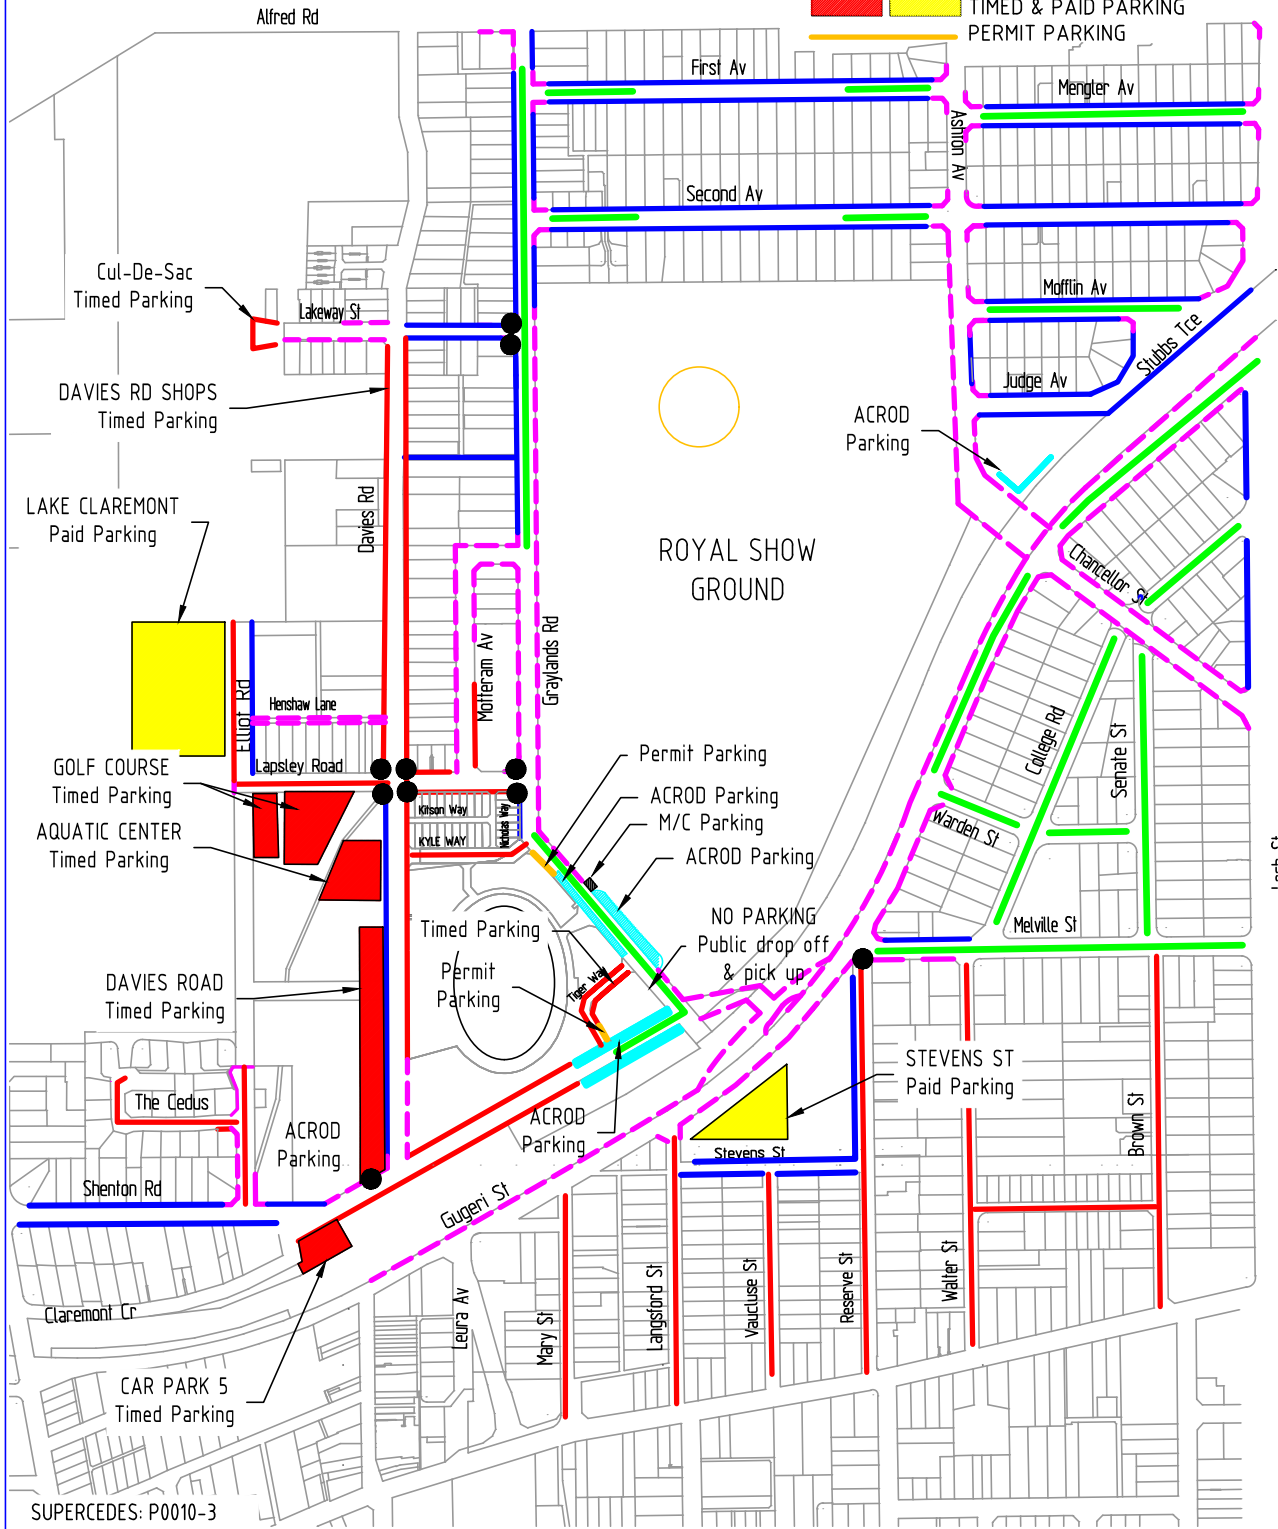 TIMED & PAID PARKING
PERMIT PARKING
Alfred Rd
First Av
Mengler Av
Ashton Av
Second Av
Cul-De-Sac
Timed Parking
Lakeway St
Mofflin Av
Stubbs Tce
Judge Av
DAVIES RD SHOPS
Timed Parking
ACROD
Parking
LAKE CLAREMONT
Paid Parking
Davies Rd
ROYAL SHOW
GROUND
Chancellor St
Graylands Rd
Motteram Av
Elliot Rd
Henshaw Lane
College Rd
Senate St
Lapsley Road
GOLF COURSE
Timed Parking
Permit Parking
ACROD Parking
M/C Parking
ACROD Parking
Kitson Way
Nicholas Way
KYLE WAY
AQUATIC CENTER
Timed Parking
Warden St
Loch St
Melville St
Timed Parking
NO PARKING
Public drop off
& pick up
Permit
Parking
Tiger Way
DAVIES ROAD
Timed Parking
STEVENS ST
Paid Parking
The Cedus
ACROD
Parking
ACROD
Parking
Stevens St
Brown St
Shenton Rd
Gugeri St
Claremont Cr
Leura Av
Mary St
Langsford St
Vaucluse St
Reserve St
Walter St
CAR PARK 5
Timed Parking
SUPERCEDES: P0010-3